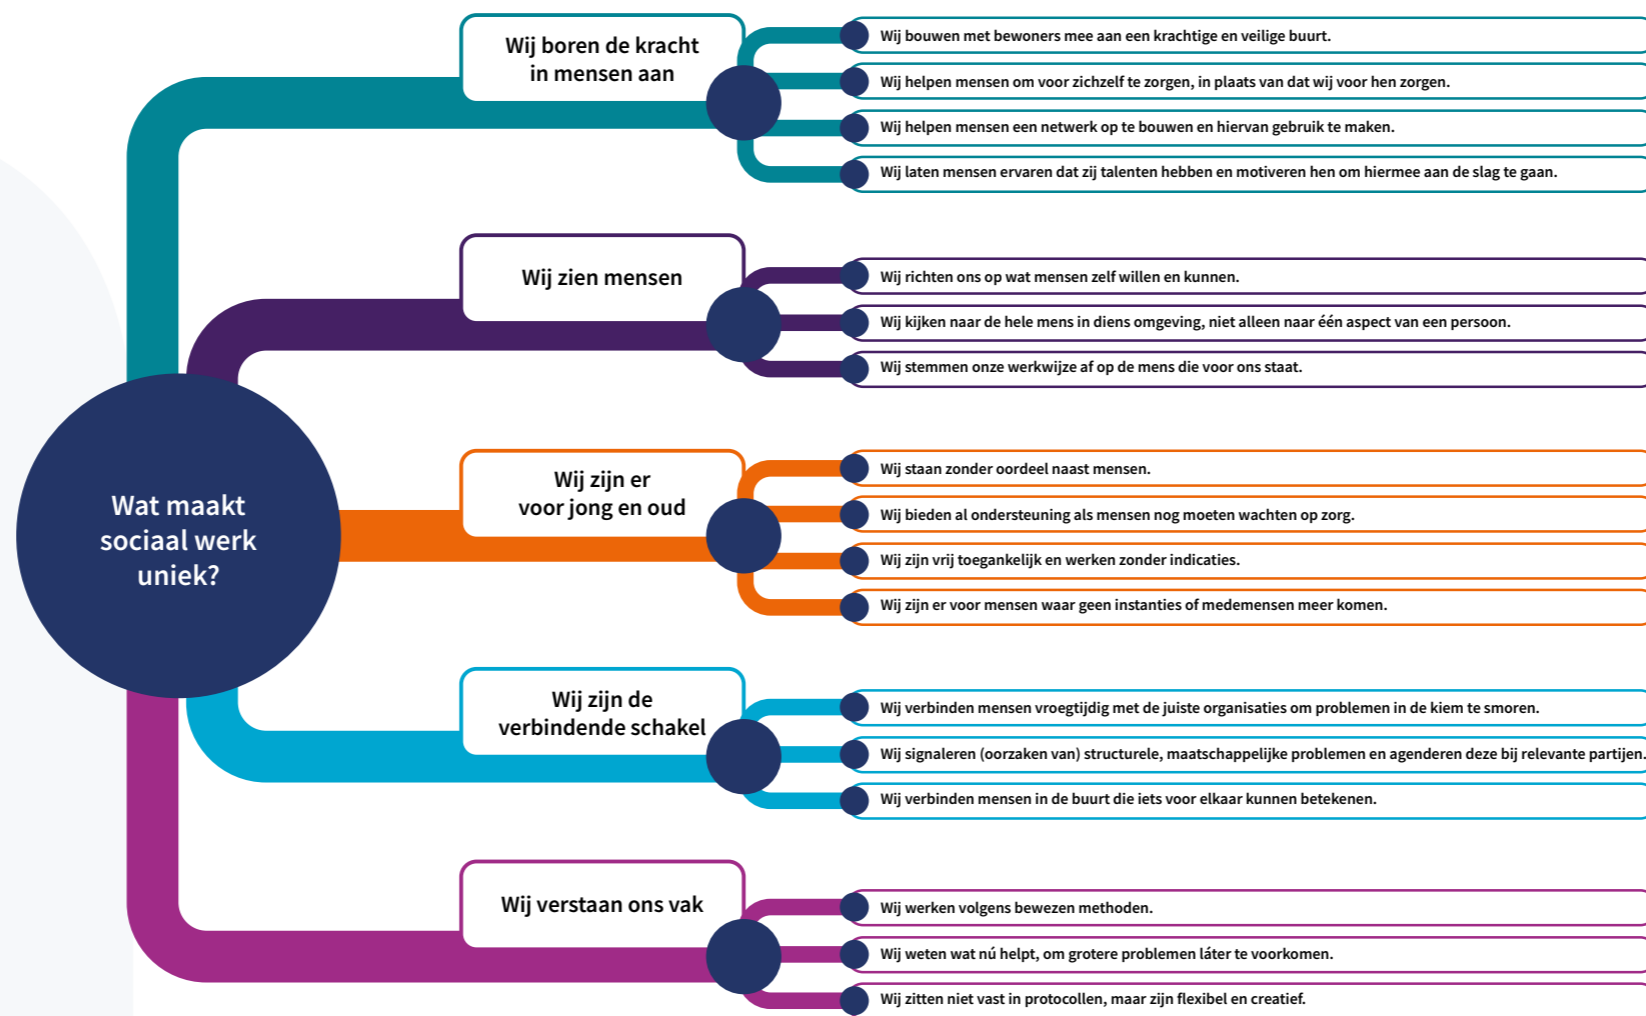 Wat maakt
sociaal werk
uniek?
Wij boren de kracht
in mensen aan
Wij bouwen met bewoners mee aan een krachtige en veilige buurt.
Wij helpen mensen om voor zichzelf te zorgen, in plaats van dat wij voor hen zorgen.
Wij helpen mensen een netwerk op te bouwen en hiervan gebruik te maken.
Wij laten mensen ervaren dat zij talenten hebben en motiveren hen om hiermee aan de slag te gaan.
Wij zien mensen
Wij richten ons op wat mensen zelf willen en kunnen.
Wij kijken naar de hele mens in diens omgeving, niet alleen naar één aspect van een persoon.
Wij stemmen onze werkwijze af op de mens die voor ons staat.
Wij zijn er
voor jong en oud
Wij staan zonder oordeel naast mensen.
Wij bieden al ondersteuning als mensen nog moeten wachten op zorg.
Wij zijn vrij toegankelijk en werken zonder indicaties.
Wij zijn er voor mensen waar geen instanties of medemensen meer komen.
Wij zijn de
verbindende schakel
Wij verbinden mensen vroegtijdig met de juiste organisaties om problemen in de kiem te smoren.
Wij signaleren (oorzaken van) structurele, maatschappelijke problemen en agenderen deze bij relevante partijen.
Wij verbinden mensen in de buurt die iets voor elkaar kunnen betekenen.
Wij verstaan ons vak
Wij werken volgens bewezen methoden.
Wij weten wat nú helpt, om grotere problemen láter te voorkomen.
Wij zitten niet vast in protocollen, maar zijn flexibel en creatief.